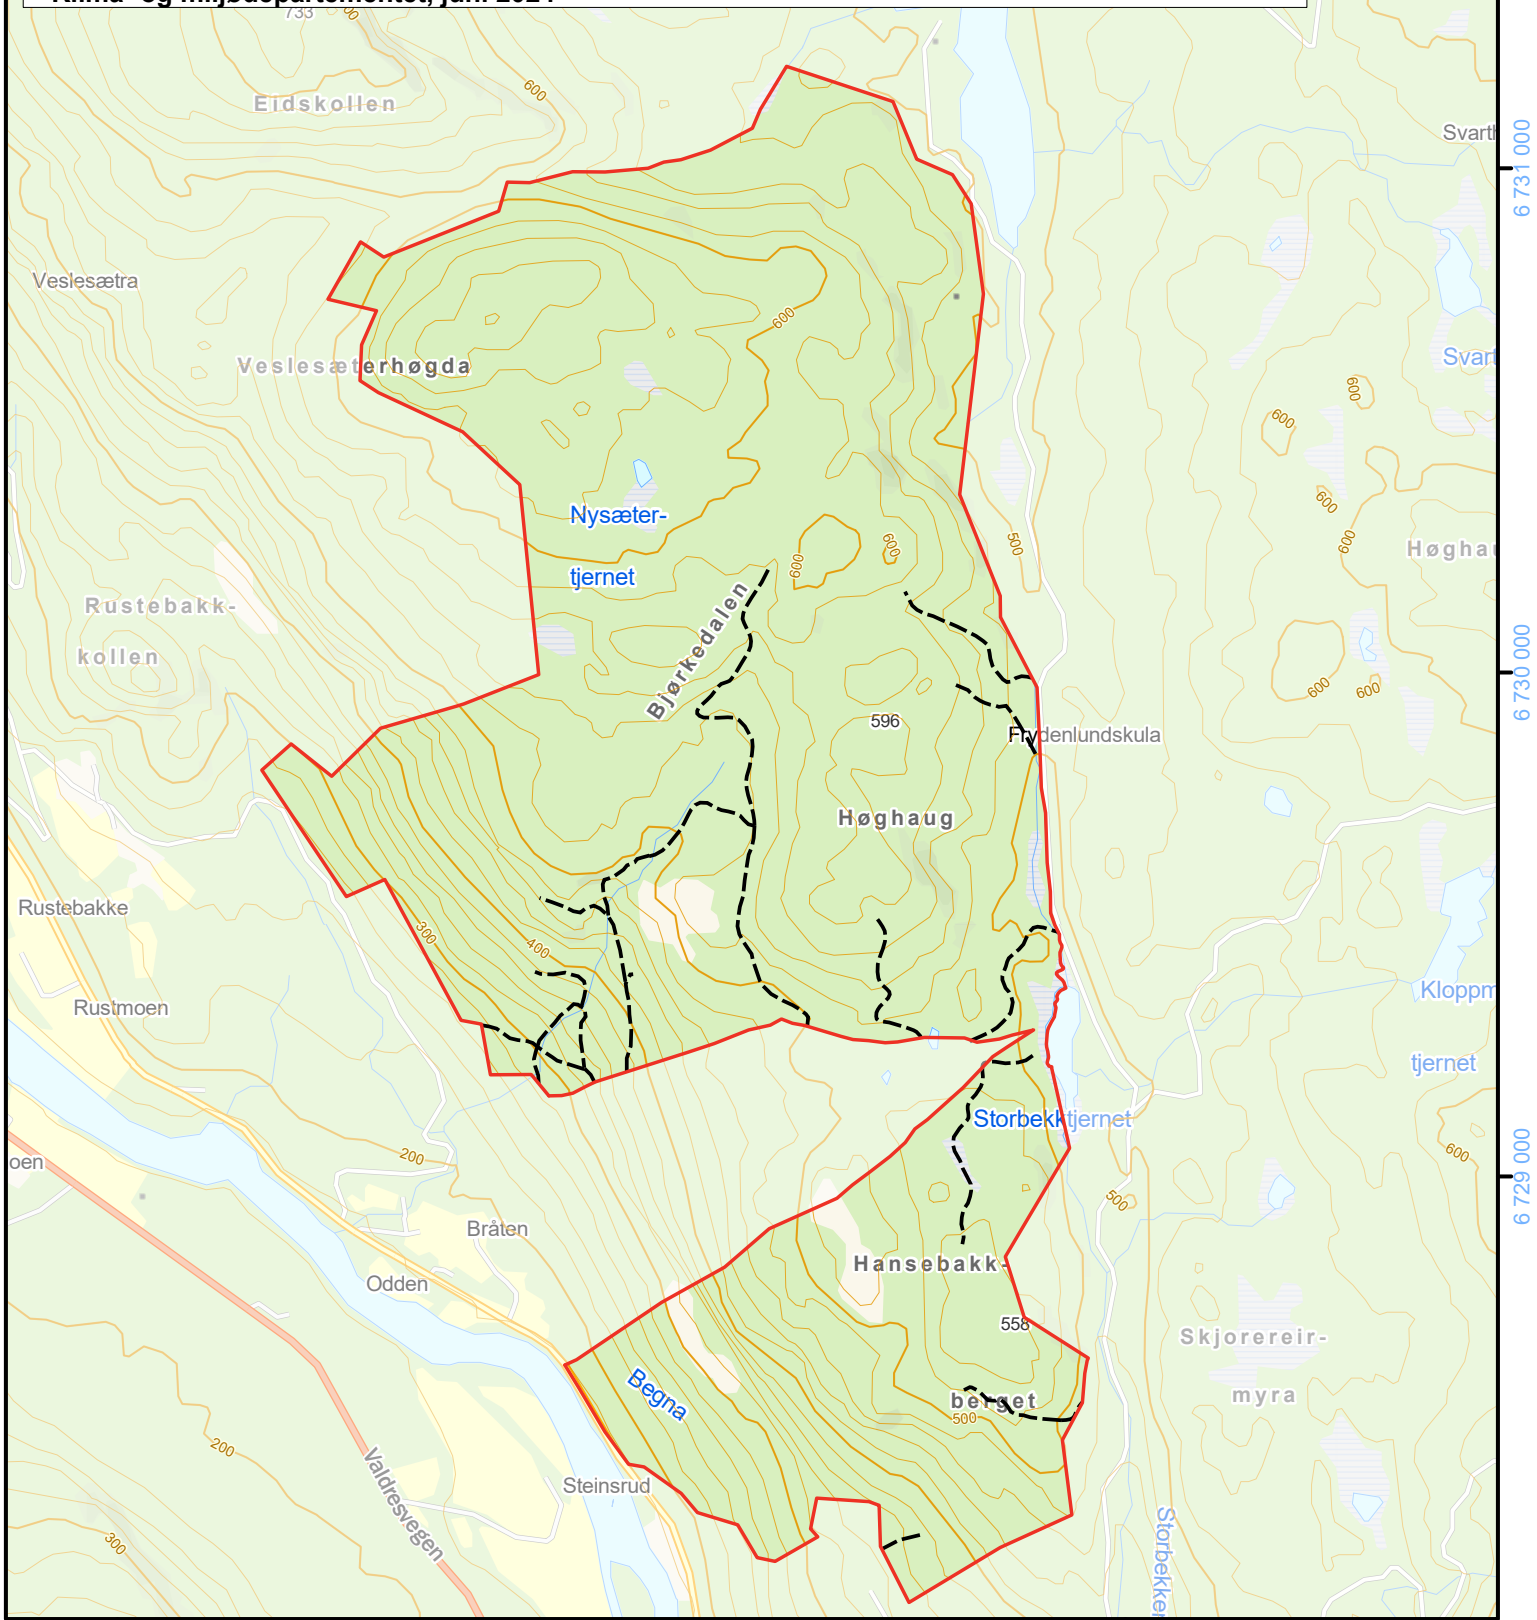 Klima- og miljødepartementet, juni 2024
733
600
Eidskollen
600
Svarth
6 731 000
Veslesætra
600
Veslesæterhøgda
Svart
600
600
600
Nysæter-
500
600
600
600
Høghau
tjernet
Bjørkedalen
Rustebakk-
kollen
6 730 000
600
600
596
Frydenlundskula
Høghaug
Rustebakke
300
400
Kloppm
Rustmoen
tjernet
Storbekktjernet
200
600
6 729 000
oen
500
Bråten
Hansebakk-
Odden
558
Skjorereir-
Begna
berget
myra
500
200
Valdresvegen
Steinsrud
300
Storbekken